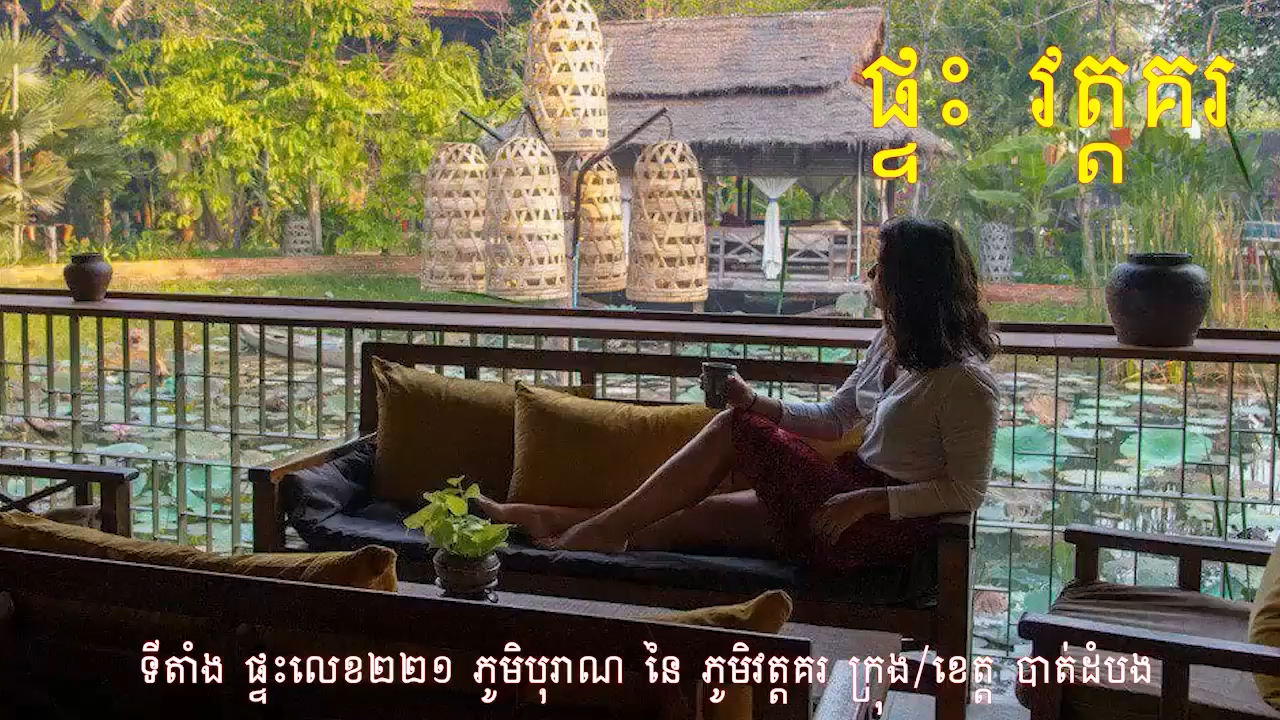 ផ្ទះ វត្តគរ
ទីតាំង ផ្ទះលេខ២២១ ភូមិបុរាណ នៃ ភូមិវត្តគរ ក្រុង/ខេត្ត បាត់ដំបង